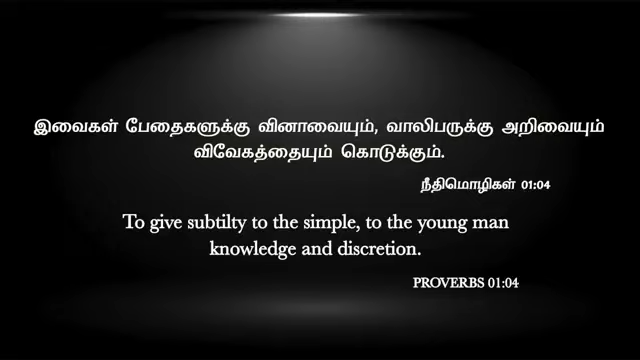 இவைகள் பேதைகளுக்கு வினாவையும், வாலிபருக்கு அறிவையும்
விவேகத்தையும் கொடுக்கும்.
நீதிமொழிகள் 01:04
To give subtilty to the simple, to the young man
knowledge and discretion.
PROVERBS 01:04